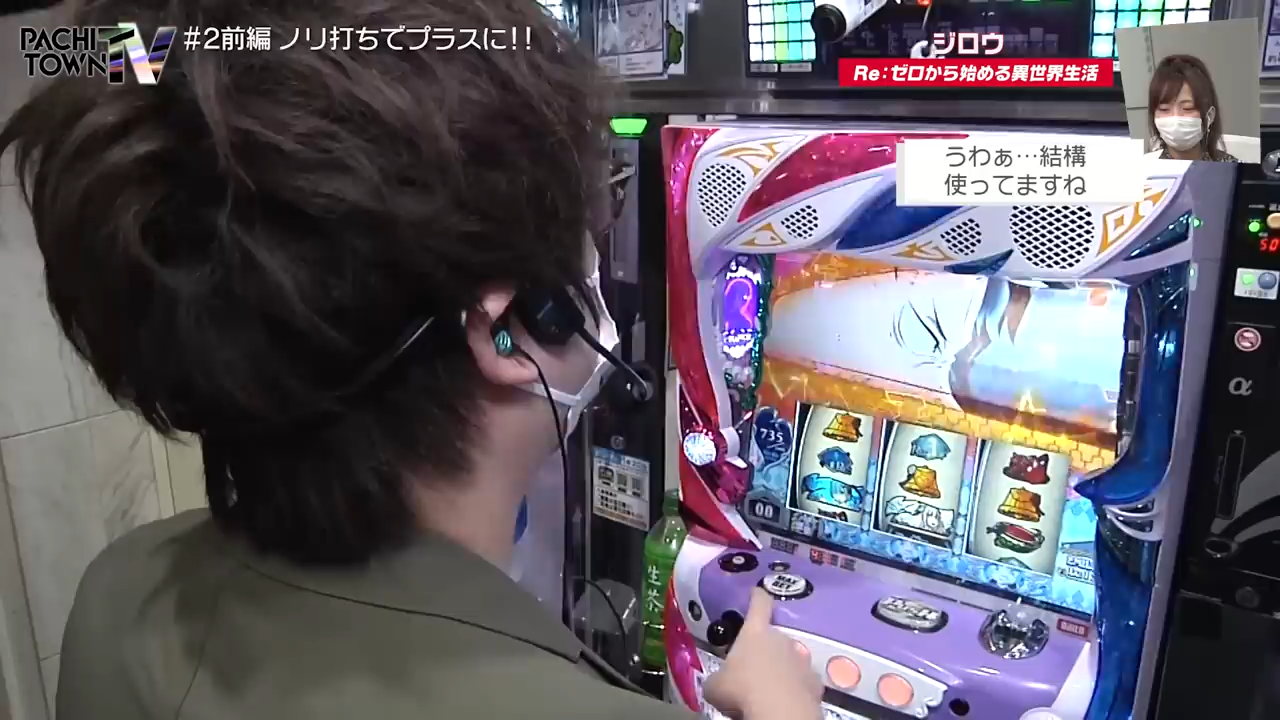 PACHI
TOWN TV
#2前編 ノリ打ちでプラスに!!
ジロウ
Re:ゼロから始める異世界生活
うわぁ…結構
使ってますね
735
00
生茶
α
50